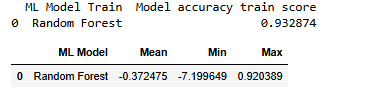 ML Model Train Model accuracy train score
0 Random Forest 0.932874
ML Model Mean Min Max
0 Random Forest -0.372475 -7.199649 0.920389